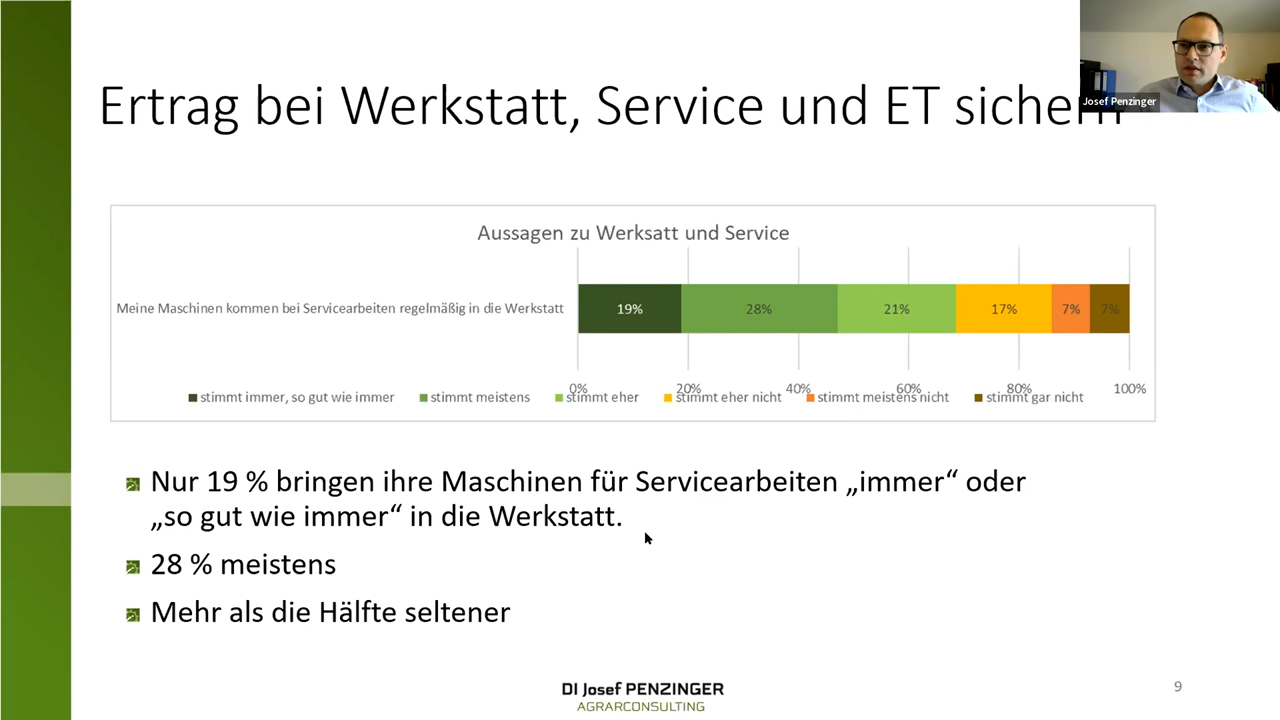 Ertrag bei Werkstatt, Service und ET sichern
Josef Penzinger
Aussagen zu Werksatt und Service
Meine Maschinen kommen bei Servicearbeiten regelmäßig in die Werkstatt
19% 28% 21% 17% 7% 7%
0% 20% 40% 60% 80% 100%
stimmt immer, so gut wie immer stimmt meistens stimmt eher stimmt eher nicht stimmt meistens nicht stimmt gar nicht
Nur 19 % bringen ihre Maschinen für Servicearbeiten „immer“ oder
„so gut wie immer“ in die Werkstatt.
28 % meistens
Mehr als die Hälfte seltener
DI Josef PENZINGER
AGRARCONSULTING
9